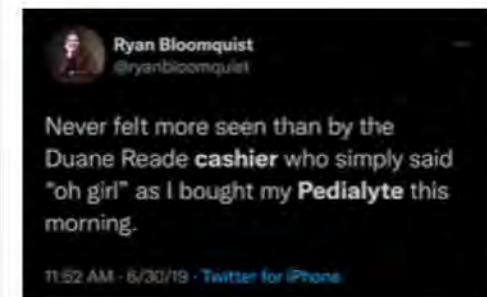 Ryan Bloomquist
@ryanbloomquist
Never felt more seen than by the
Duane Reade cashier who simply said
"oh girl" as I bought my Pedialyte this
morning.
11:52 AM · 6/30/19 · Twitter for iPhone